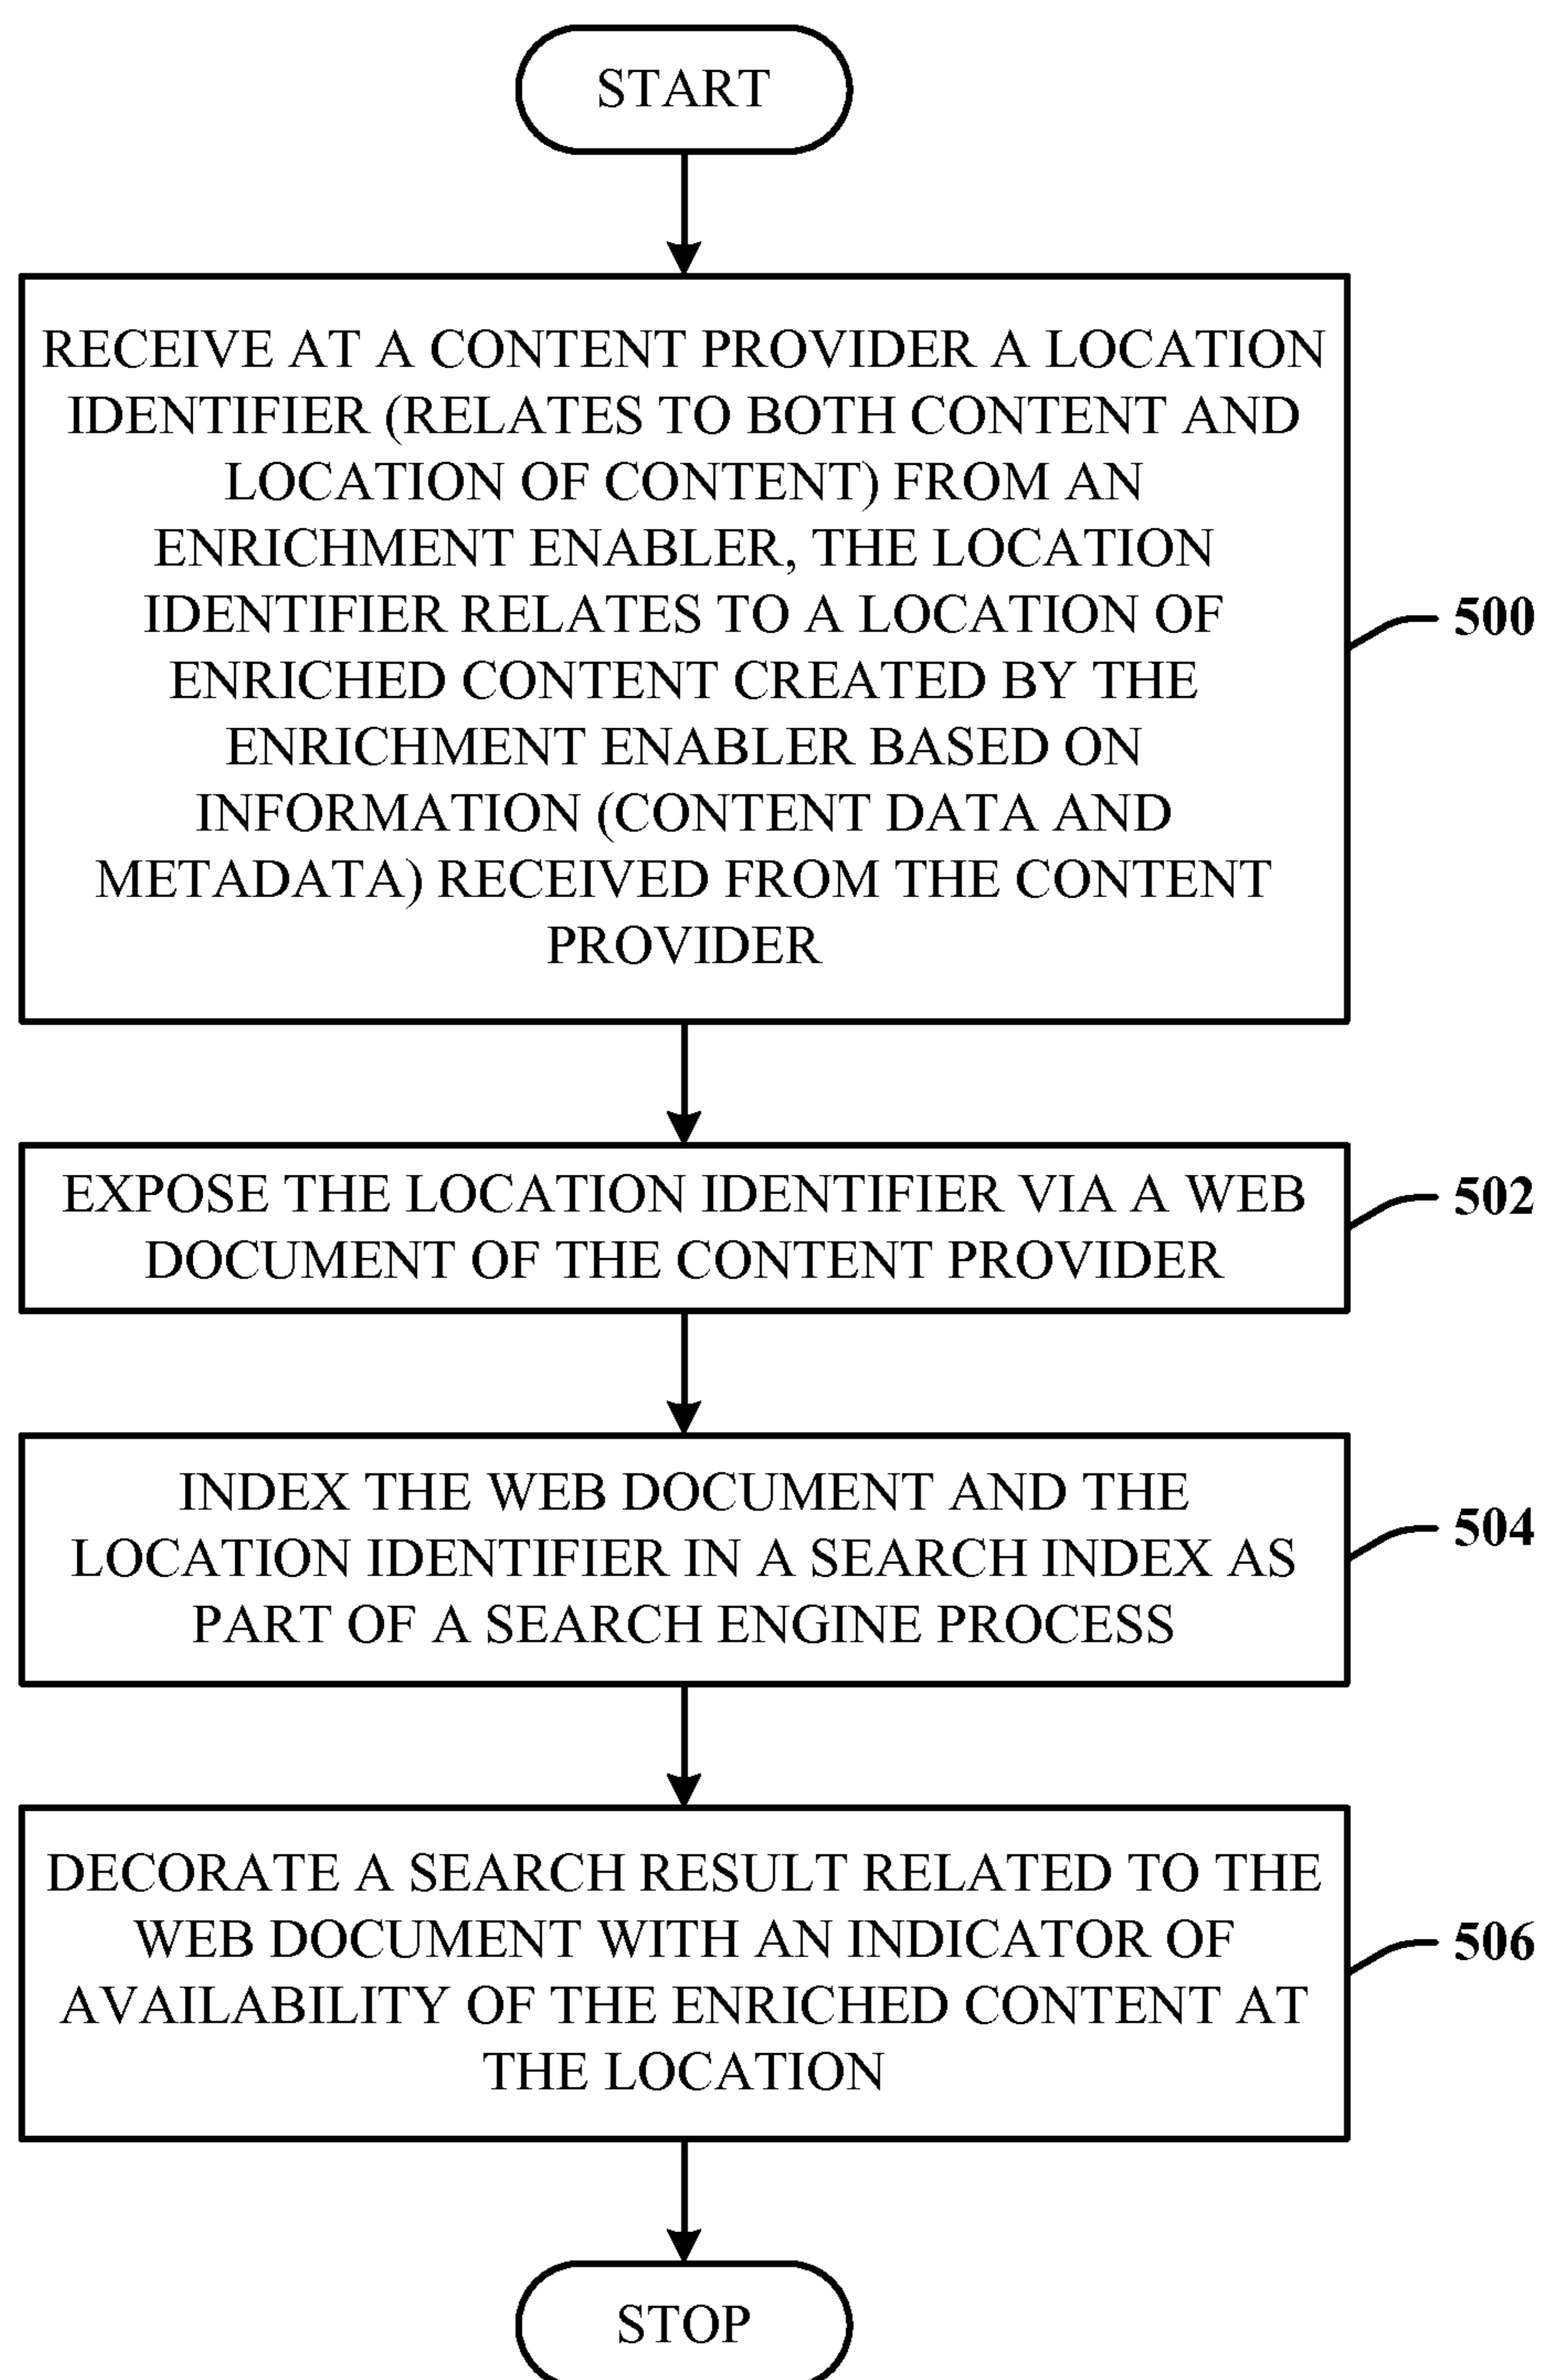 START
RECEIVE AT A CONTENT PROVIDER A LOCATION
IDENTIFIER (RELATES TO BOTH CONTENT AND
LOCATION OF CONTENT) FROM AN
ENRICHMENT ENABLER, THE LOCATION
IDENTIFIER RELATES TO A LOCATION OF
ENRICHED CONTENT CREATED BY THE
ENRICHMENT ENABLER BASED ON
INFORMATION (CONTENT DATA AND
METADATA) RECEIVED FROM THE CONTENT
PROVIDER
500
EXPOSE THE LOCATION IDENTIFIER VIA A WEB
DOCUMENT OF THE CONTENT PROVIDER
502
INDEX THE WEB DOCUMENT AND THE
LOCATION IDENTIFIER IN A SEARCH INDEX AS
PART OF A SEARCH ENGINE PROCESS
504
DECORATE A SEARCH RESULT RELATED TO THE
WEB DOCUMENT WITH AN INDICATOR OF
AVAILABILITY OF THE ENRICHED CONTENT AT
THE LOCATION
506
STOP